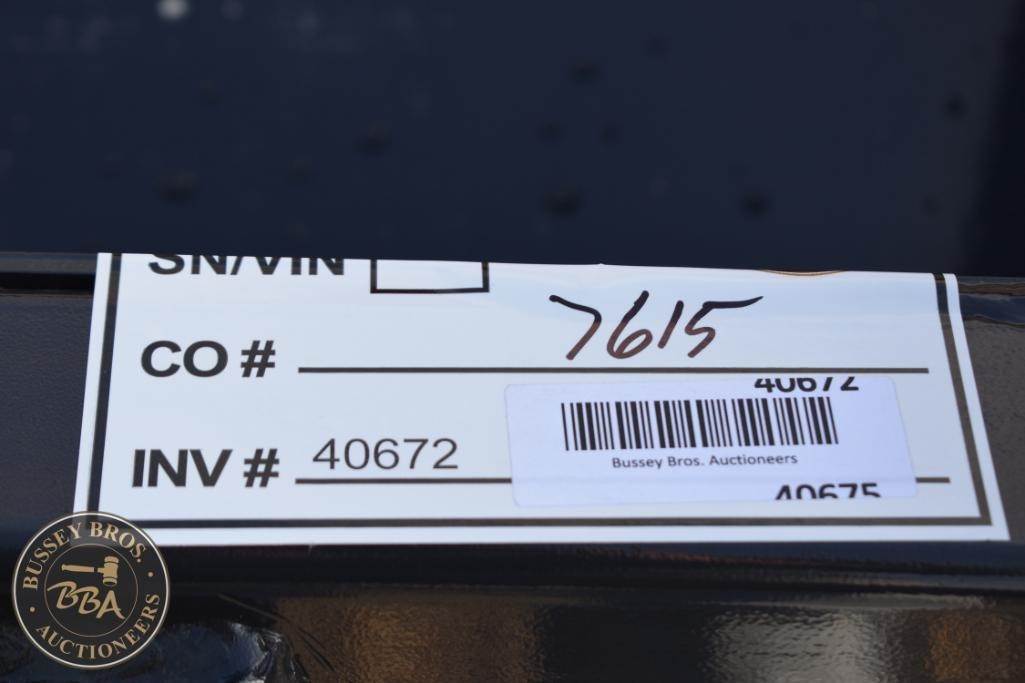 SN/VIN
CO # 7615
40672
INV # 40672
Bussey Bros. Auctioneers
40675
BUSSEY BROS.
BBA
AUCTIONEERS